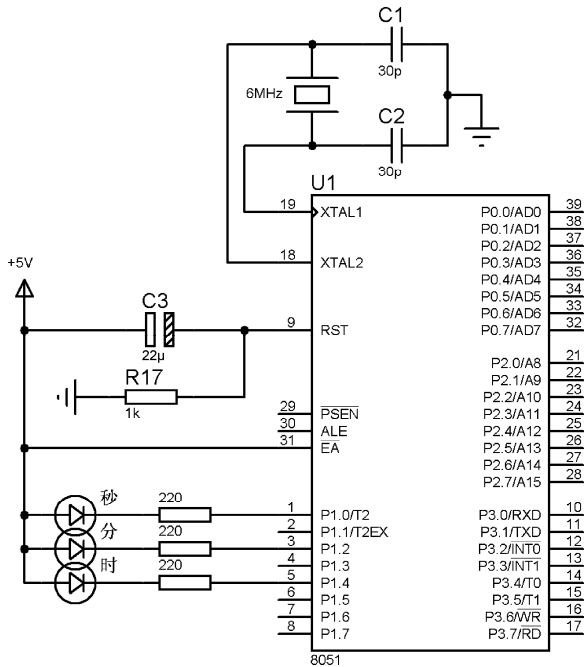 C1
30p
6MHz
C2
30p
U1
19 XTAL1
18 XTAL2
+5V
C3
22µ
9 RST
R17
1k
29 PSEN
30 ALE
31 EA
秒 220 1 P1.0/T2
分 220 2 P1.1/T2EX
3 P1.2
时 220 4 P1.3
5 P1.4
6 P1.5
7 P1.6
8 P1.7
P0.0/AD0 39
P0.1/AD1 38
P0.2/AD2 37
P0.3/AD3 36
P0.4/AD4 35
P0.5/AD5 34
P0.6/AD6 33
P0.7/AD7 32
P2.0/A8 21
P2.1/A9 22
P2.2/A10 23
P2.3/A11 24
P2.4/A12 25
P2.5/A13 26
P2.6/A14 27
P2.7/A15 28
P3.0/RXD 10
P3.1/TXD 11
P3.2/INT0 12
P3.3/INT1 13
P3.4/T0 14
P3.5/T1 15
P3.6/WR 16
P3.7/RD 17
8051